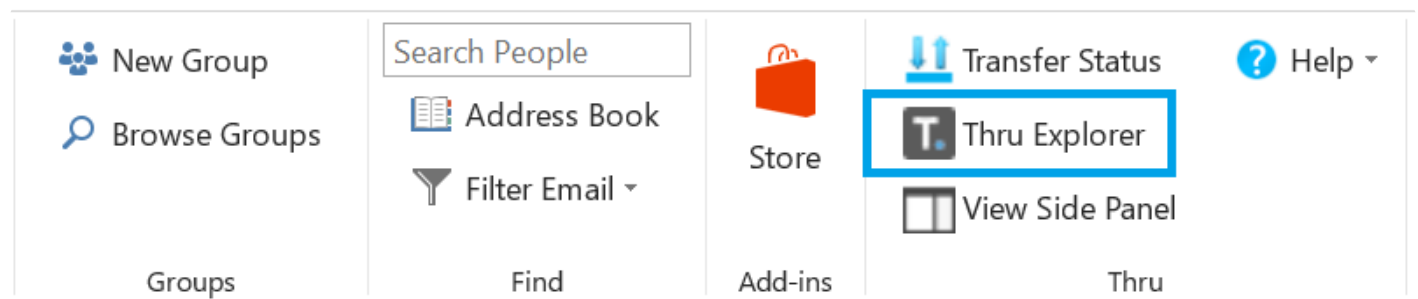 New Group
Browse Groups
Groups
Search People
Address Book
Filter Email
Find
Store
Add-ins
Transfer Status
? Help
T. Thru Explorer
View Side Panel
Thru